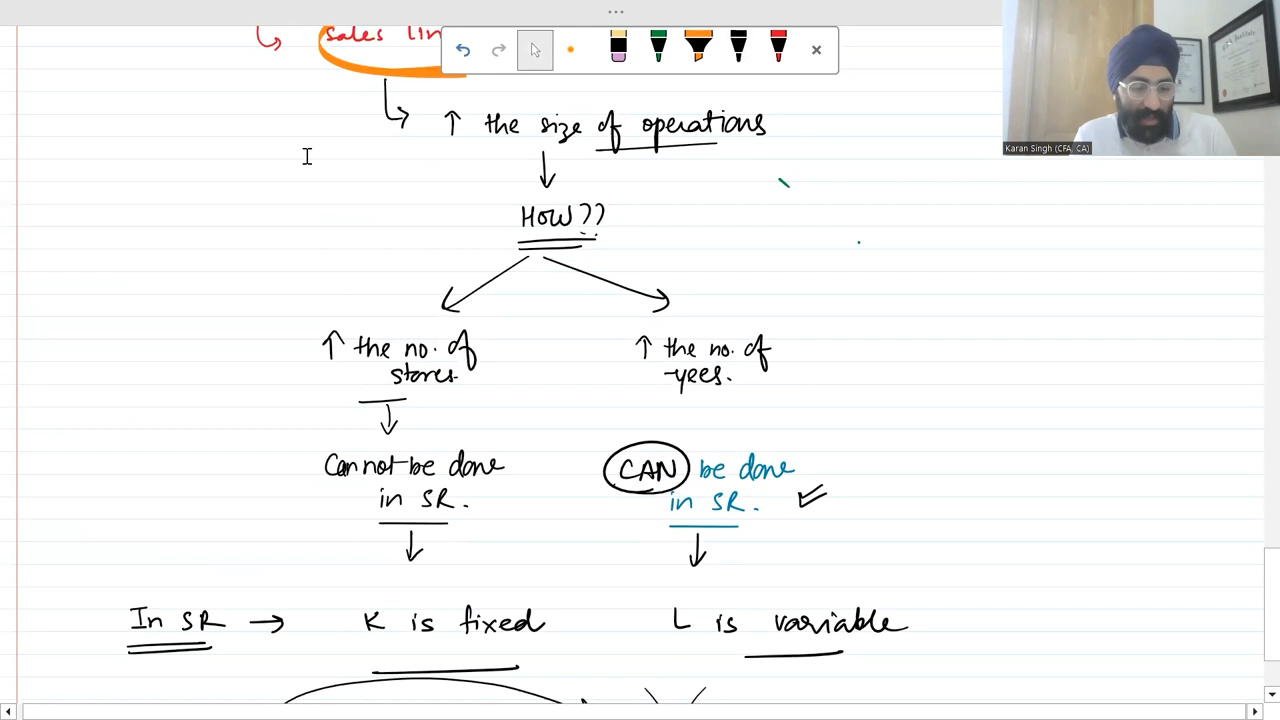 ↳ sales lin
↳ ↑ the size of operations
HOW??
↑ the no. of
stores.
↑ the no. of
-yees.
Cannot be done
in SR.
CAN be done
in SR.
In SR → K is fixed L is variable
Karan Singh (CFA, CA)